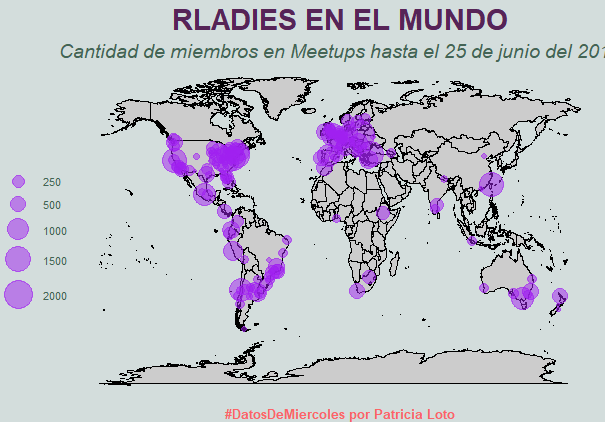 RLADIES EN EL MUNDO
Cantidad de miembros en Meetups hasta el 25 de junio del 201
250
500
1000
1500
2000
#DatosDeMiercoles por Patricia Loto